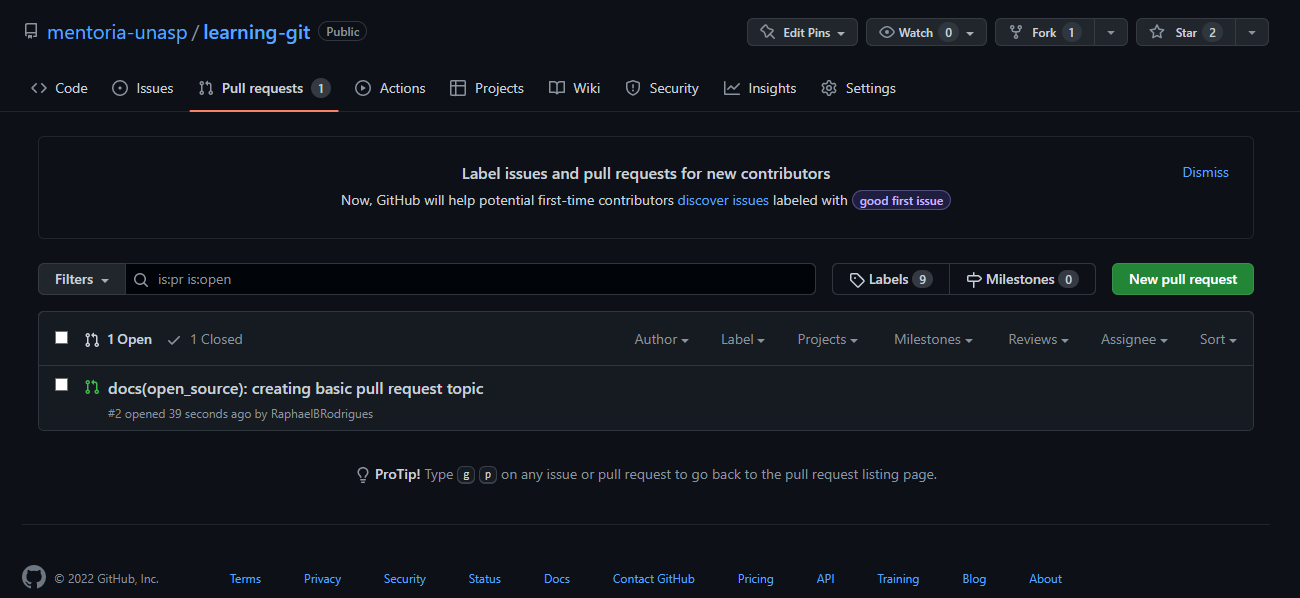 mentoria-unasp / learning-git Public Edit Pins Watch 0 Fork 1 Star 2
Code Issues Pull requests 1 Actions Projects Wiki Security Insights Settings
Label issues and pull requests for new contributors Dismiss
Now, GitHub will help potential first-time contributors discover issues labeled with good first issue
Filters is:pr is:open Labels 9 Milestones 0 New pull request
1 Open 1 Closed Author Label Projects Milestones Reviews Assignee Sort
docs(open_source): creating basic pull request topic
#2 opened 39 seconds ago by RaphaelBRodrigues
ProTip! Type g p on any issue or pull request to go back to the pull request listing page.
© 2022 GitHub, Inc. Terms Privacy Security Status Docs Contact GitHub Pricing API Training Blog About